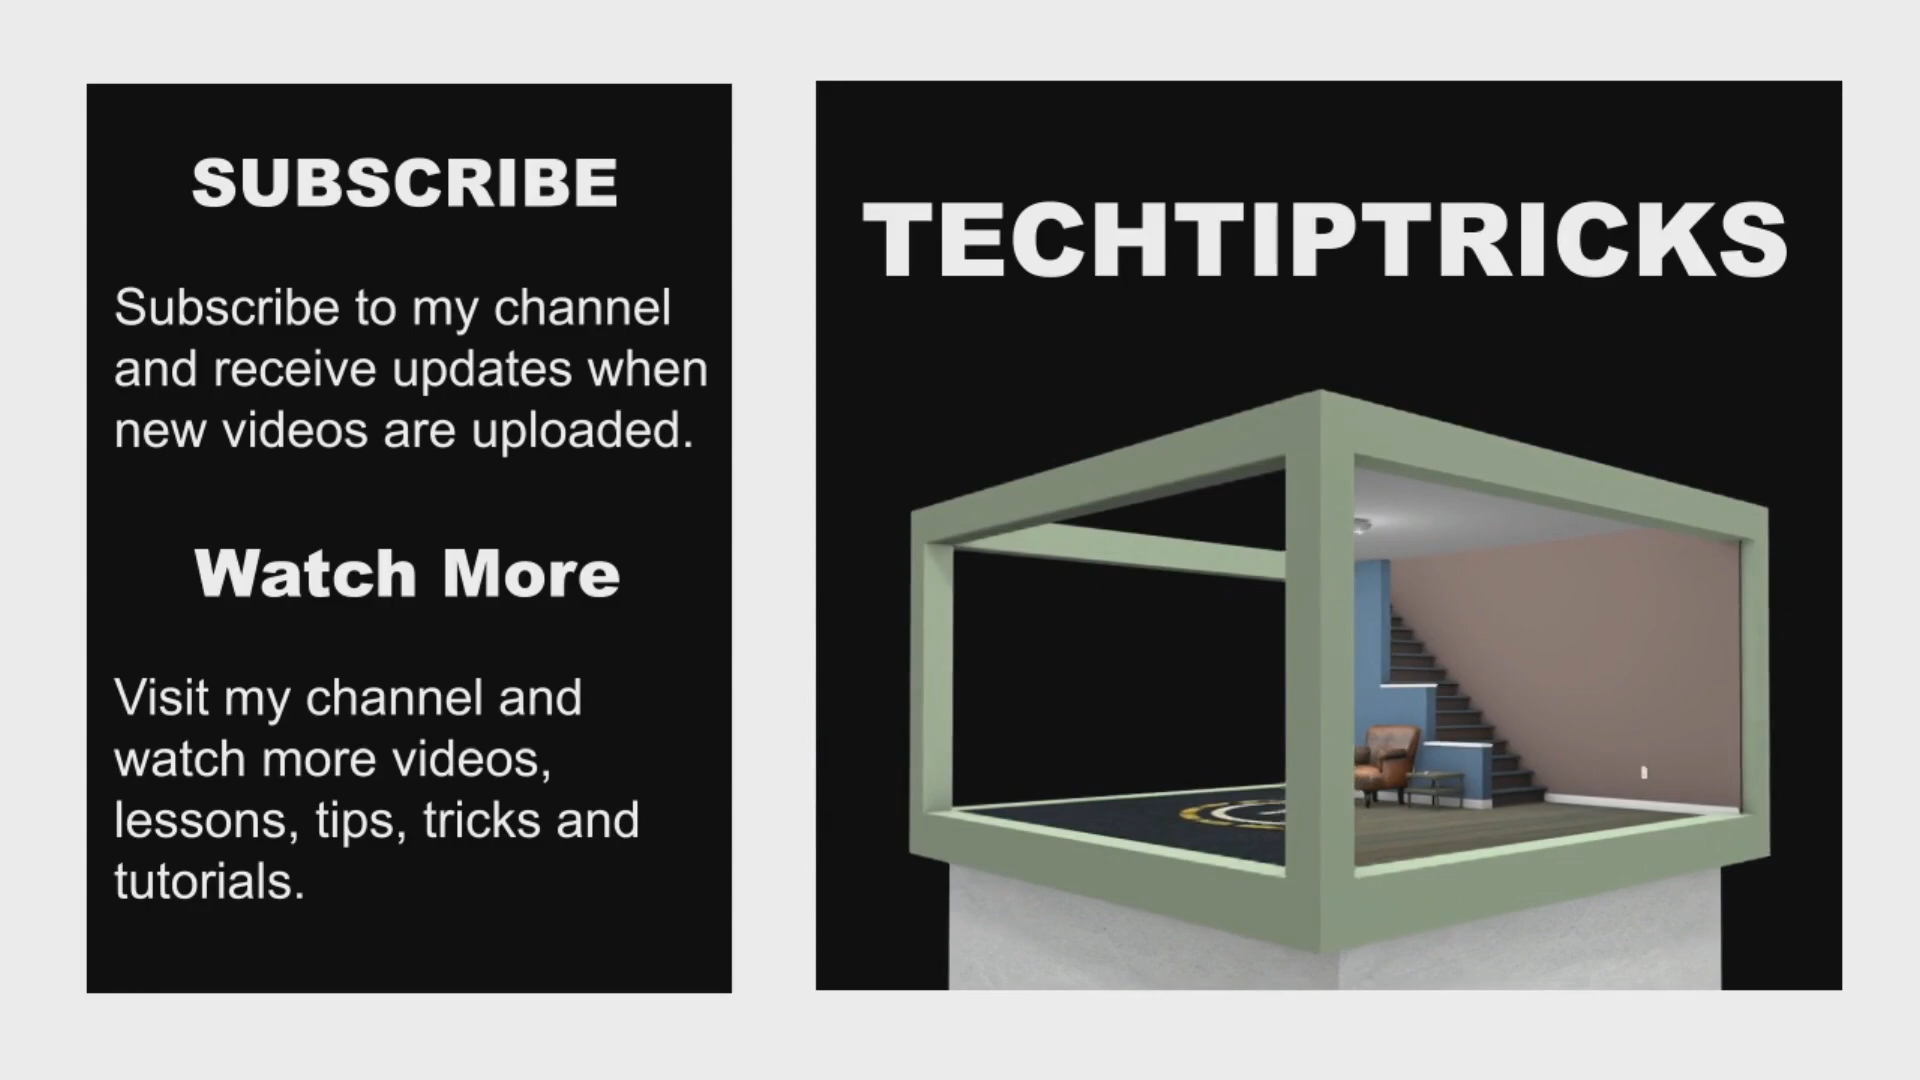 SUBSCRIBE
Subscribe to my channel
and receive updates when
new videos are uploaded.
Watch More
Visit my channel and
watch more videos,
lessons, tips, tricks and
tutorials.
TECHTIPTRICKS